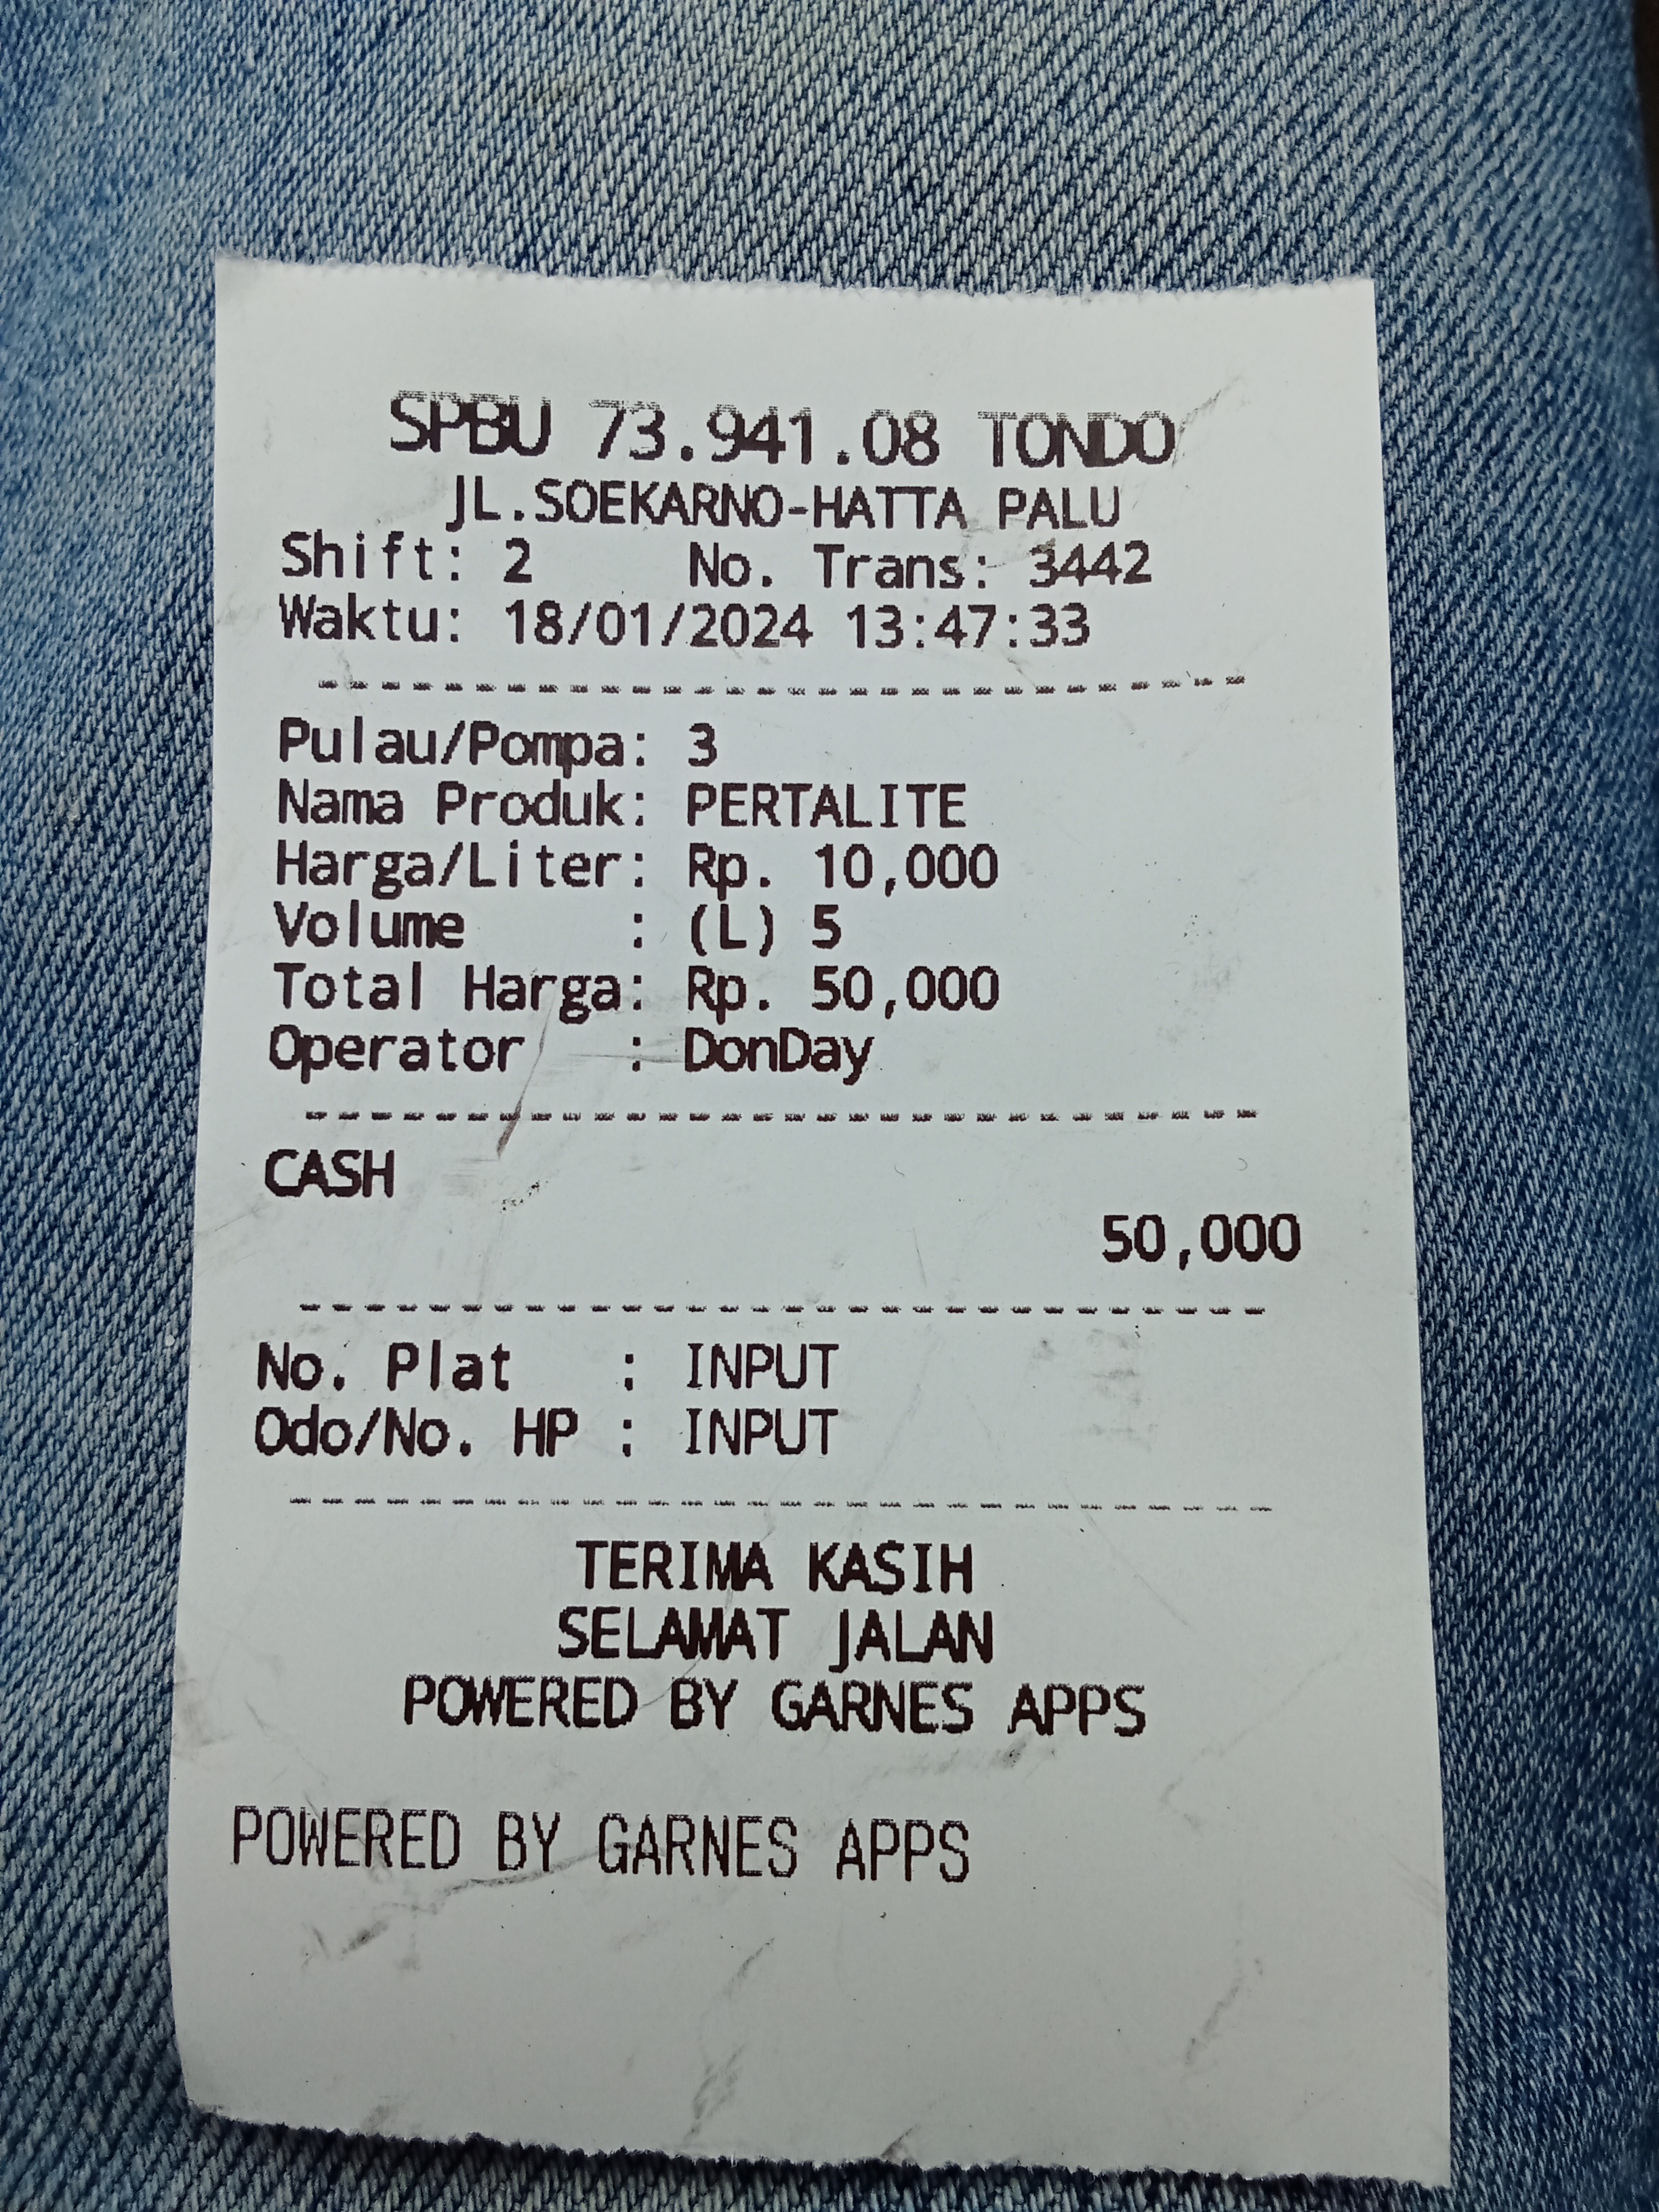 SPBU 73.941.08 TONDO
JL.SOEKARNO-HATTA PALU
Shift: 2 No. Trans: 3442
Waktu: 18/01/2024 13:47:33
------------------------------
Pulau/Pompa: 3
Nama Produk: PERTALITE
Harga/Liter: Rp. 10,000
Volume : (L) 5
Total Harga: Rp. 50,000
Operator : DonDay
------------------------------
CASH
50,000
------------------------------
No. Plat : INPUT
Odo/No. HP : INPUT
------------------------------
TERIMA KASIH
SELAMAT JALAN
POWERED BY GARNES APPS
POWERED BY GARNES APPS